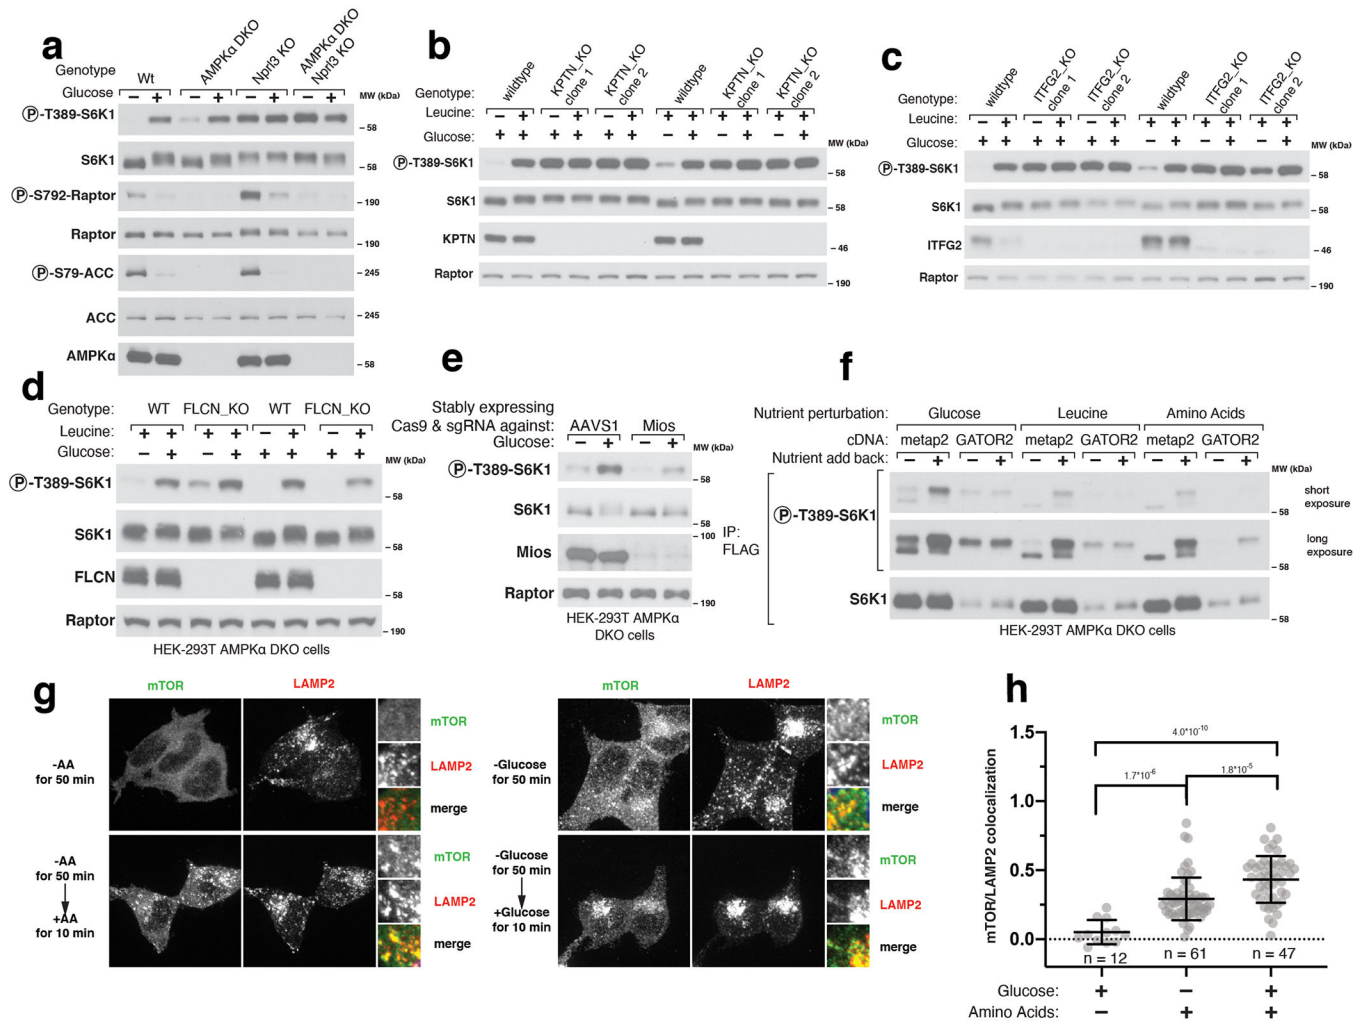 a
Genotype
Wt
AMPKα DKO
Nprl3 KO
AMPKα DKO
Nprl3 KO
Glucose
– + – + – + – +
MW (kDa)
Ⓟ-T389-S6K1
– 58
S6K1
– 58
Ⓟ-S792-Raptor
– 190
Raptor
– 190
Ⓟ-S79-ACC
– 245
ACC
– 245
AMPKα
– 58
b
Genotype:
wildtype
KPTN_KO
clone 1
KPTN_KO
clone 2
wildtype
KPTN_KO
clone 1
KPTN_KO
clone 2
Leucine:
– + – + – + + + + + + +
Glucose:
+ + + + + + – + – + – +
MW (kDa)
Ⓟ-T389-S6K1
– 58
S6K1
– 58
KPTN
– 46
Raptor
– 190
c
Genotype:
wildtype
ITFG2_KO
clone 1
ITFG2_KO
clone 2
wildtype
ITFG2_KO
clone 1
ITFG2_KO
clone 2
Leucine:
– + – + – + + + + + + +
Glucose:
+ + + + + + – + – + – +
MW (kDa)
Ⓟ-T389-S6K1
– 58
S6K1
– 58
ITFG2
– 46
Raptor
– 190
d
Genotype:
WT FLCN_KO WT FLCN_KO
Leucine:
+ + + + – + – +
Glucose:
– + – + + + + +
MW (kDa)
Ⓟ-T389-S6K1
– 58
S6K1
– 58
FLCN
– 58
Raptor
– 190
HEK-293T AMPKα DKO cells
e
Stably expressing
Cas9 & sgRNA against:
AAVS1 Mios
Glucose:
– + – +
MW (kDa)
Ⓟ-T389-S6K1
– 58
S6K1
– 58
– 100
Mios
Raptor
– 190
HEK-293T AMPKα
DKO cells
f
Nutrient perturbation:
Glucose Leucine Amino Acids
cDNA:
metap2 GATOR2 metap2 GATOR2 metap2 GATOR2
Nutrient add back:
– + – + – + – + – + – +
MW (kDa)
IP:
FLAG
Ⓟ-T389-S6K1
– 58
short
exposure
long
exposure
– 58
S6K1
– 58
HEK-293T AMPKα DKO cells
g
mTOR LAMP2
-AA
for 50 min
mTOR
LAMP2
merge
-AA
for 50 min
+AA
for 10 min
mTOR
LAMP2
merge
mTOR LAMP2
-Glucose
for 50 min
mTOR
LAMP2
merge
-Glucose
for 50 min
+Glucose
for 10 min
mTOR
LAMP2
merge
h
mTOR/LAMP2 colocalization
1.5
1.0
0.5
0.0
4.0*10⁻¹⁰
1.7*10⁻⁶
1.8*10⁻⁵
n = 12 n = 61 n = 47
Glucose: + – +
Amino Acids: – + +